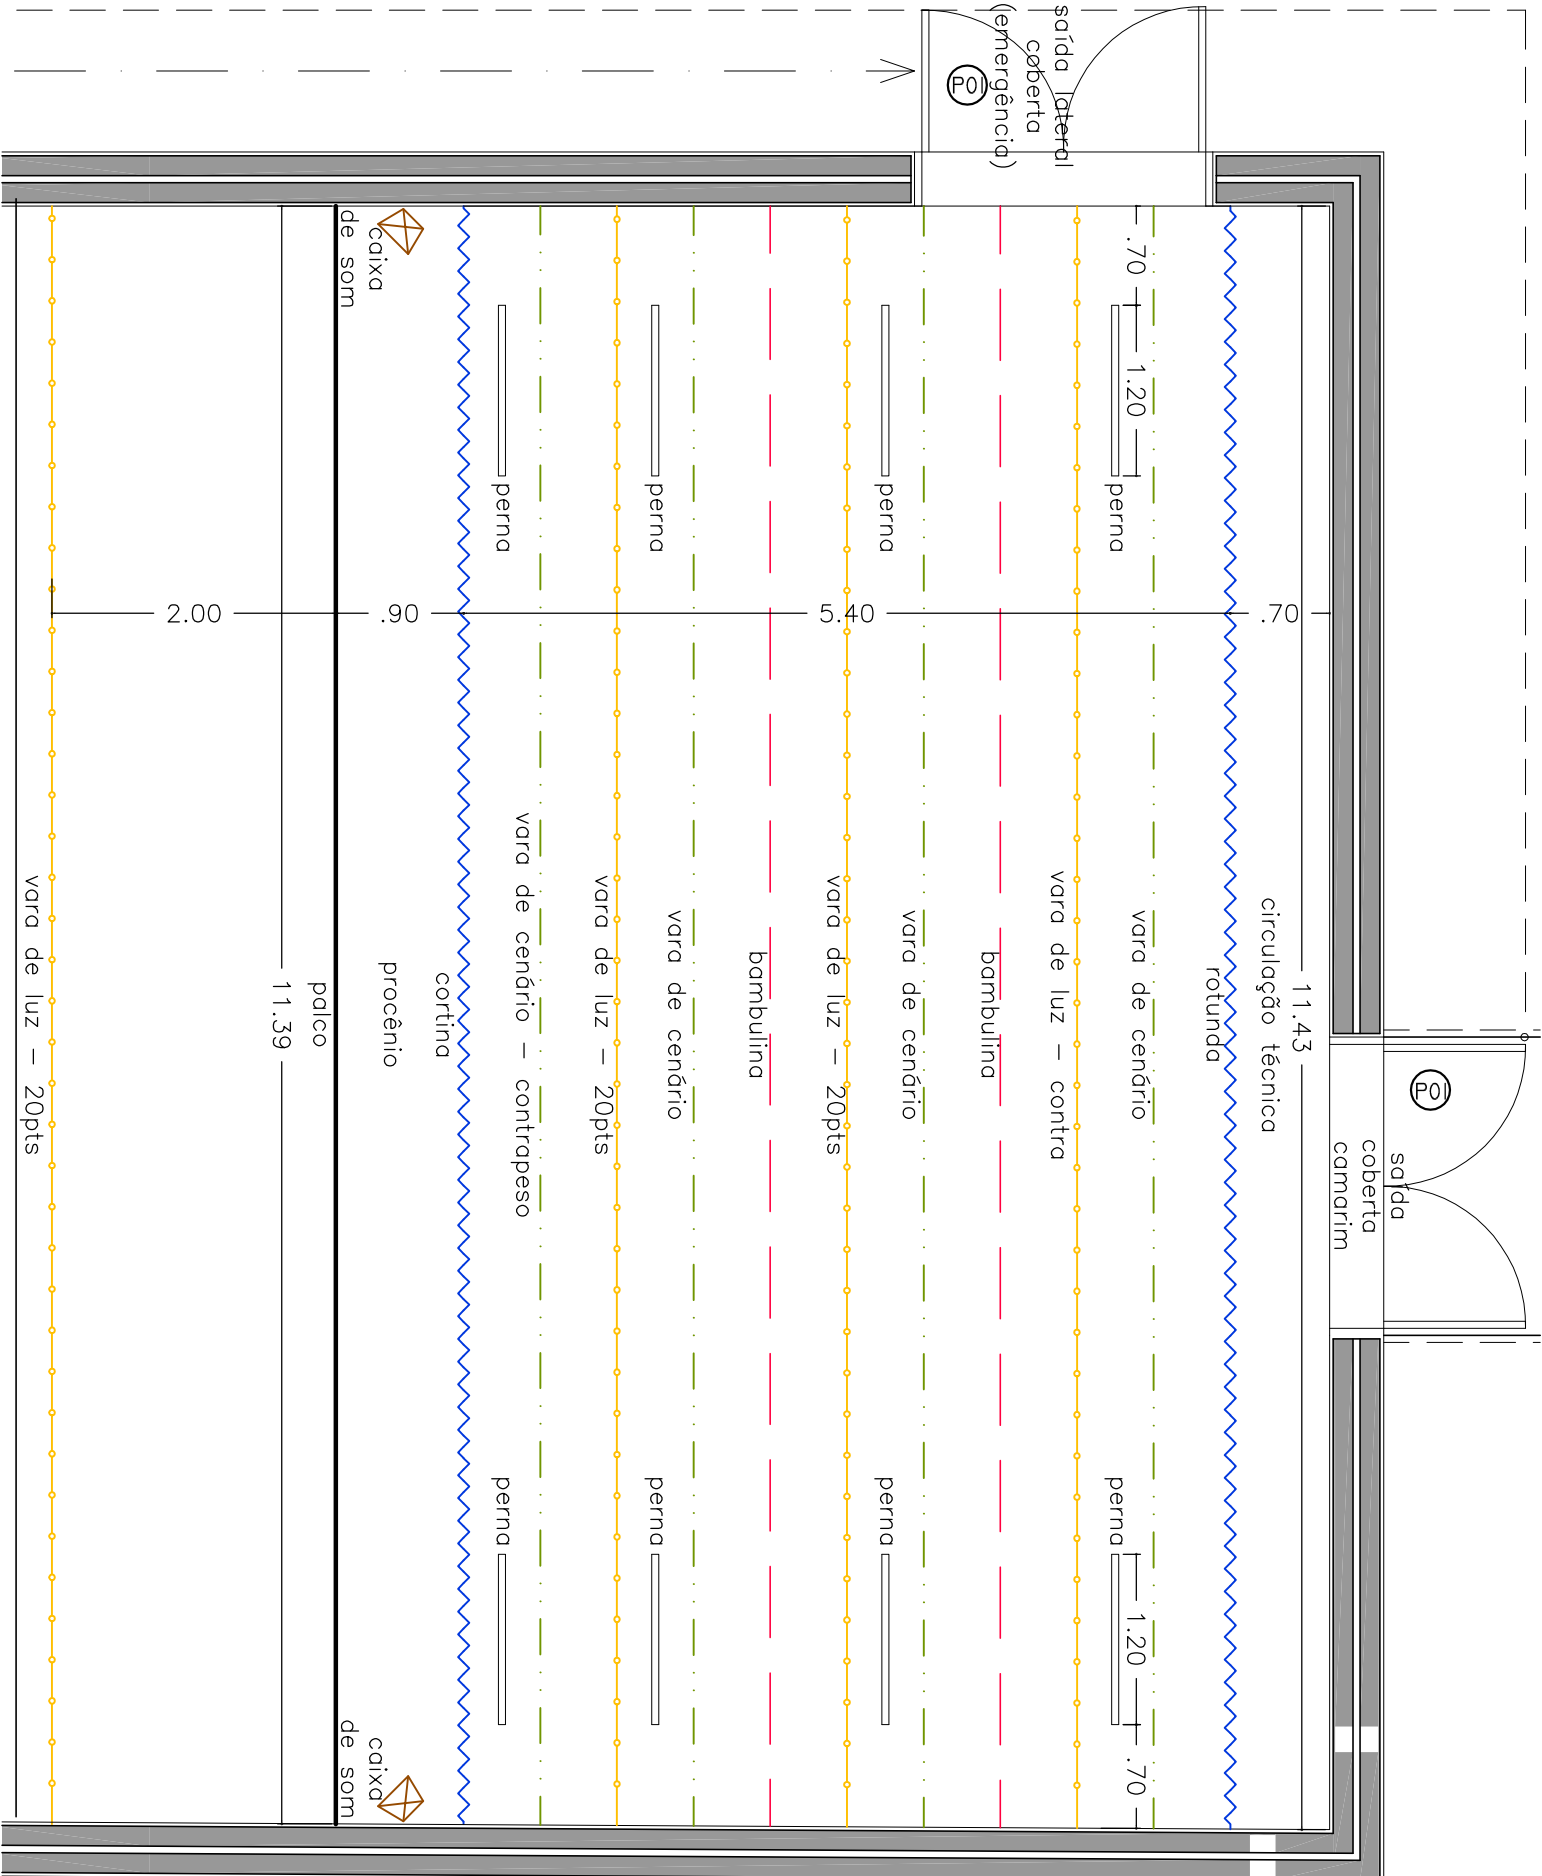 saída lateral
coberta
(emergência)
P01
.70
1.20
perna
perna
perna
perna
caixa
de som
.70
5.40
.90
2.00
11.43
circulação técnica
rotunda
vara de cenário
vara de luz – contra
bambulina
vara de cenário
vara de luz – 20pts
bambulina
vara de cenário
vara de luz – 20pts
vara de cenário – contrapeso
cortina
procênio
palco
11.39
vara de luz – 20pts
P01
saída
coberta
camarim
perna
perna
perna
perna
1.20
.70
caixa
de som